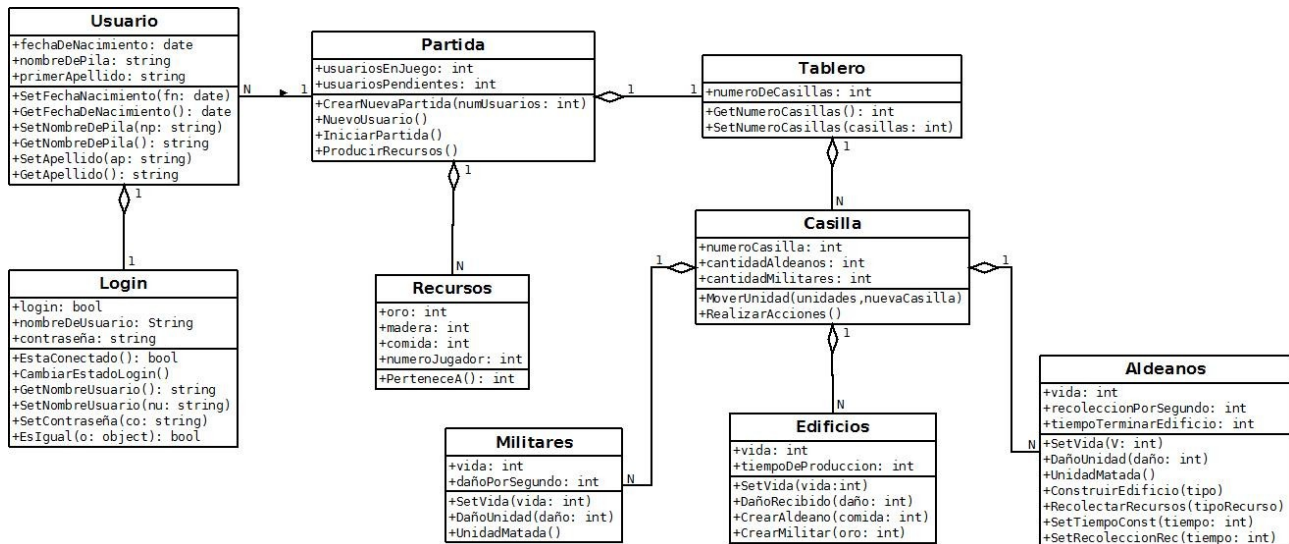 Usuario
+fechaDeNacimiento: date
+nombreDePila: string
+primerApellido: string
+SetFechaNacimiento(fn: date)
+GetFechaDeNacimiento(): date
+SetNombreDePila(np: string)
+GetNombreDePila(): string
+SetApellido(ap: string)
+GetApellido(): string
N
1
1
1
Login
+login: bool
+nombreDeUsuario: String
+contraseña: string
+EstaConectado(): bool
+CambiarEstadoLogin()
+GetNombreUsuario(): string
+SetNombreUsuario(nu: string)
+SetContraseña(co: string)
+EsIgual(o: object): bool
Partida
+usuariosEnJuego: int
+usuariosPendientes: int
+CrearNuevaPartida(numUsuarios: int)
+NuevoUsuario()
+IniciarPartida()
+ProducirRecursos()
1
1
1
N
Recursos
+oro: int
+madera: int
+comida: int
+numeroJugador: int
+PerteneceA(): int
Tablero
+numeroDeCasillas: int
+GetNumeroCasillas(): int
+SetNumeroCasillas(casillas: int)
1
N
Casilla
+numeroCasilla: int
+cantidadAldeanos: int
+cantidadMilitares: int
+MoverUnidad(unidades,nuevaCasilla)
+RealizarAcciones()
1
1
1
N
N
N
Militares
+vida: int
+dañoPorSegundo: int
+SetVida(vida: int)
+DañoUnidad(daño: int)
+UnidadMatada()
Edificios
+vida: int
+tiempoDeProduccion: int
+SetVida(vida:int)
+DañoRecibido(daño: int)
+CrearAldeano(comida: int)
+CrearMilitar(oro: int)
Aldeanos
+vida: int
+recoleccionPorSegundo: int
+tiempoTerminarEdificio: int
+SetVida(V: int)
+DañoUnidad(daño: int)
+UnidadMatada()
+ConstruirEdificio(tipo)
+RecolectarRecursos(tipoRecurso)
+SetTiempoConst(tiempo: int)
+SetRecoleccionRec(tiempo: int)